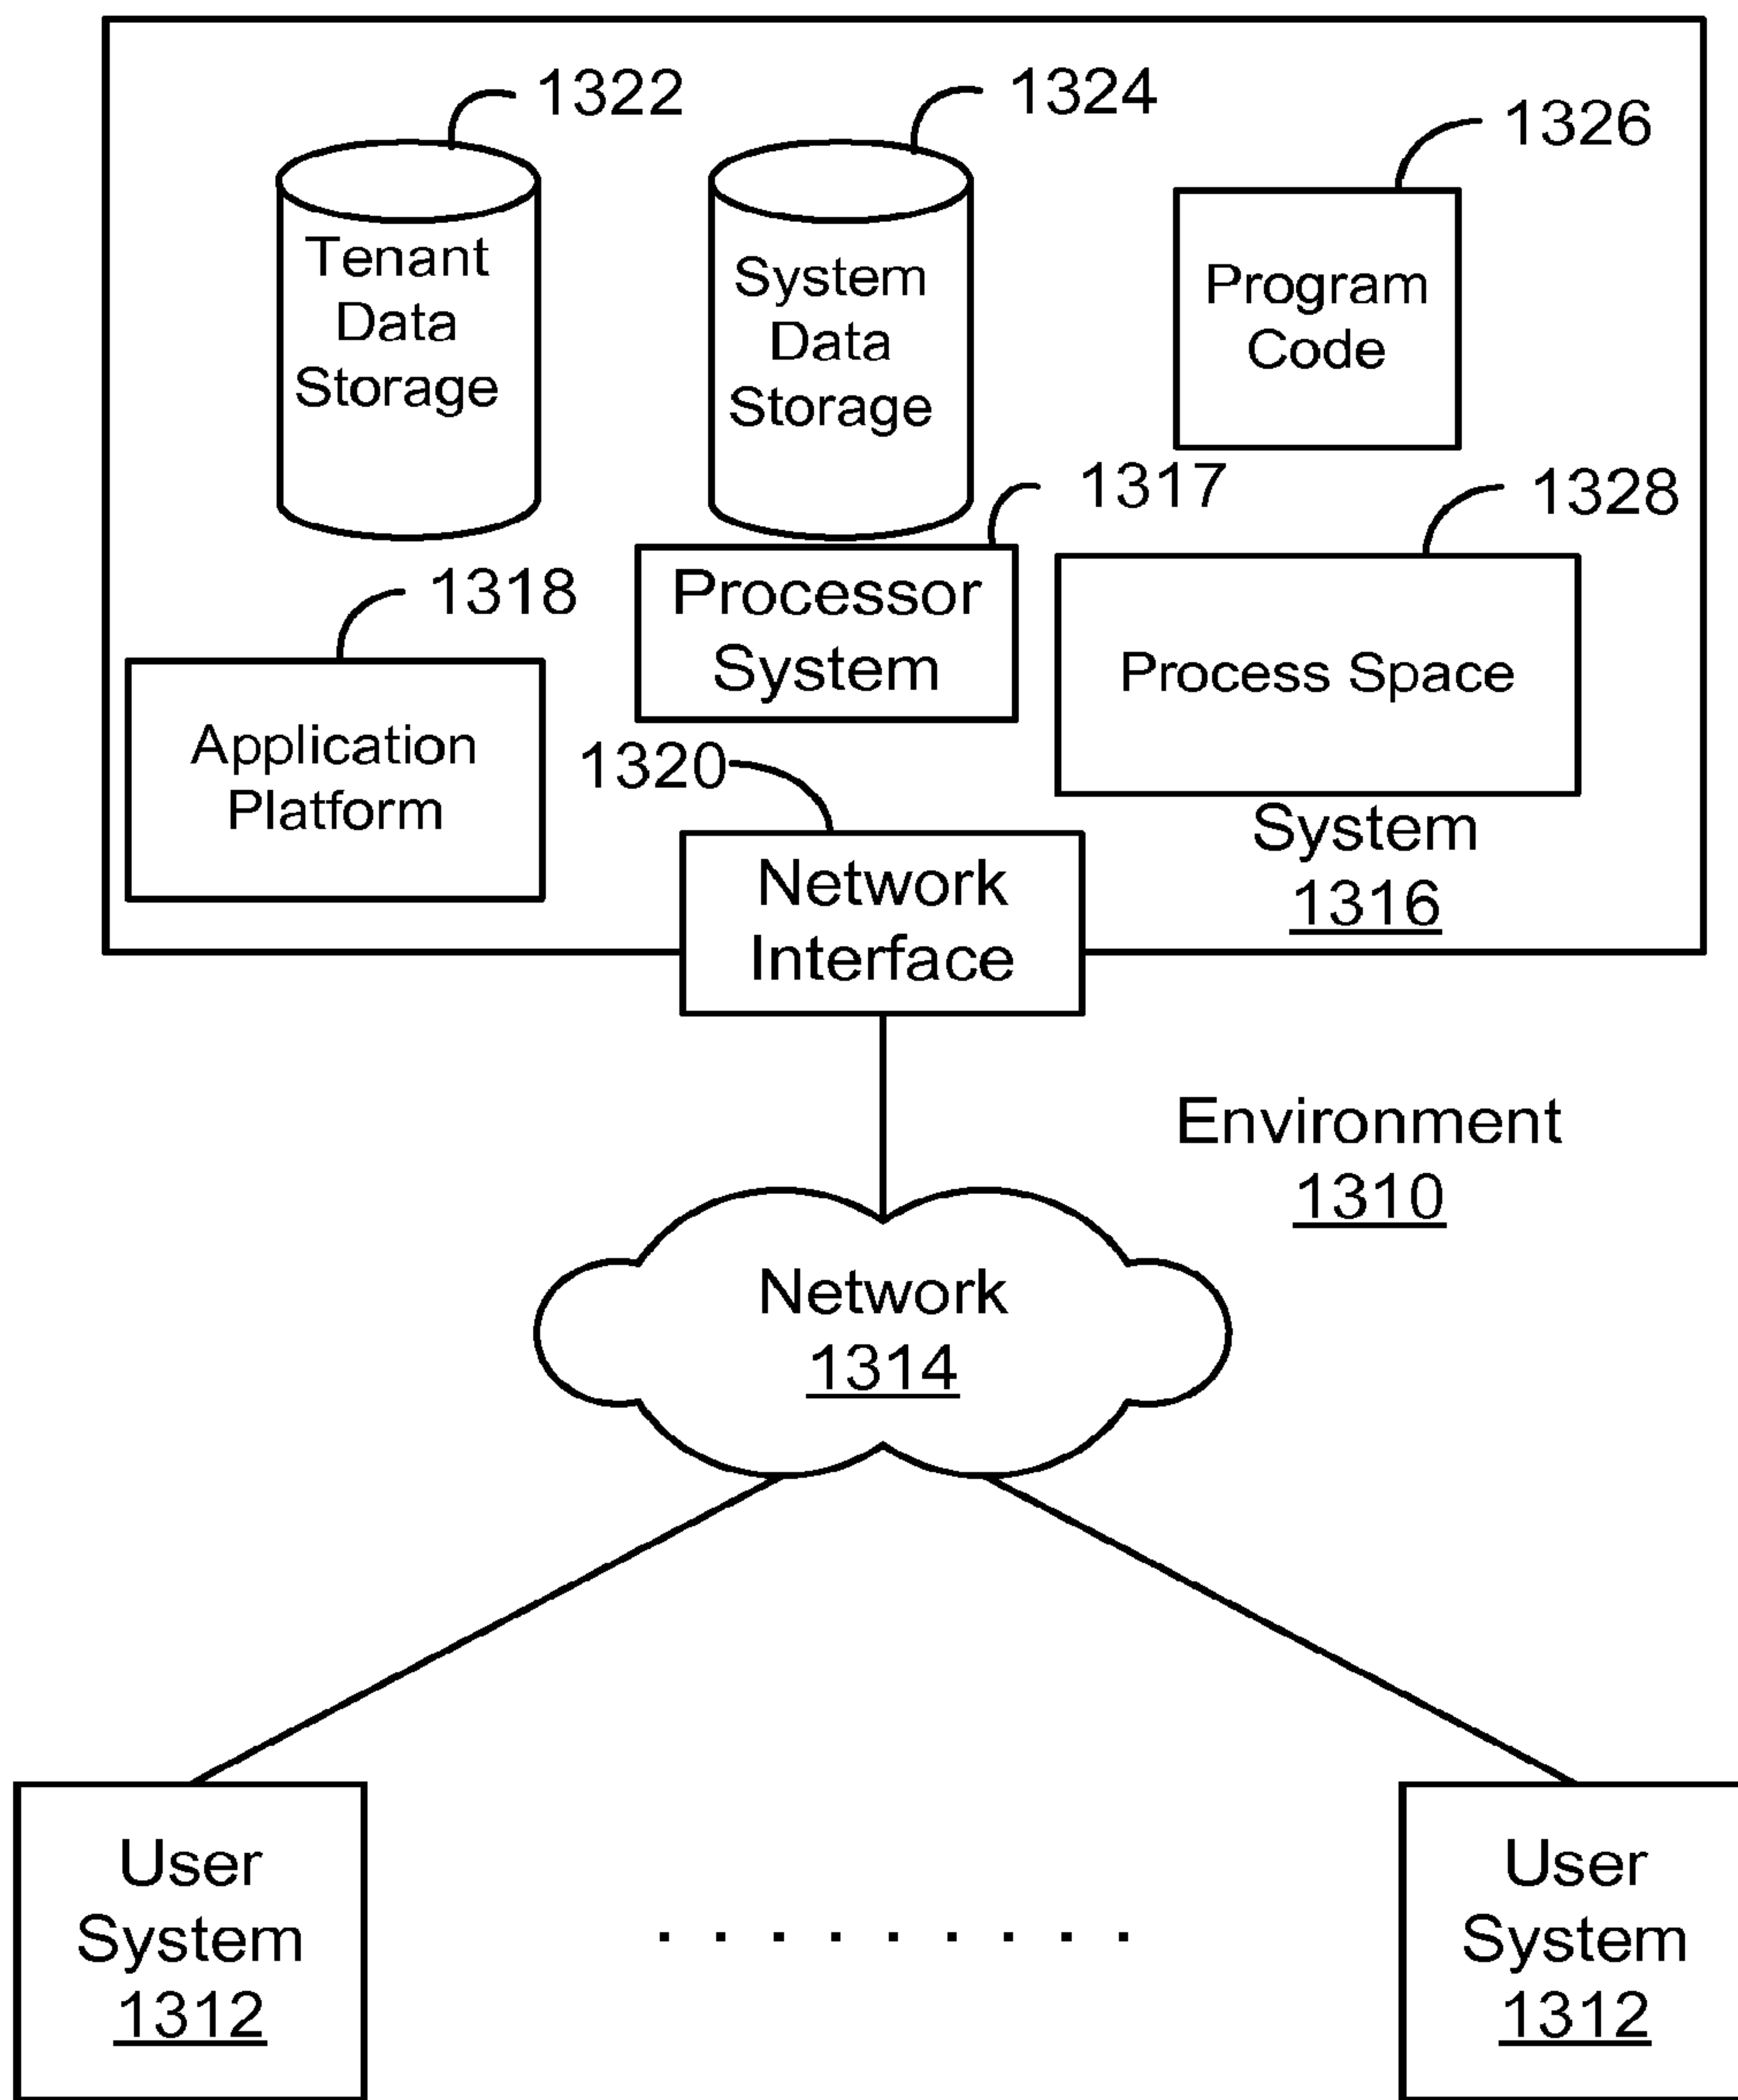 1322
1324
1326
Tenant
Data
Storage
System
Data
Storage
Program
Code
1317
1328
1318
Processor
System
Process Space
Application
Platform
1320
System
1316
Network
Interface
Environment
1310
Network
1314
User
System
1312
User
System
1312